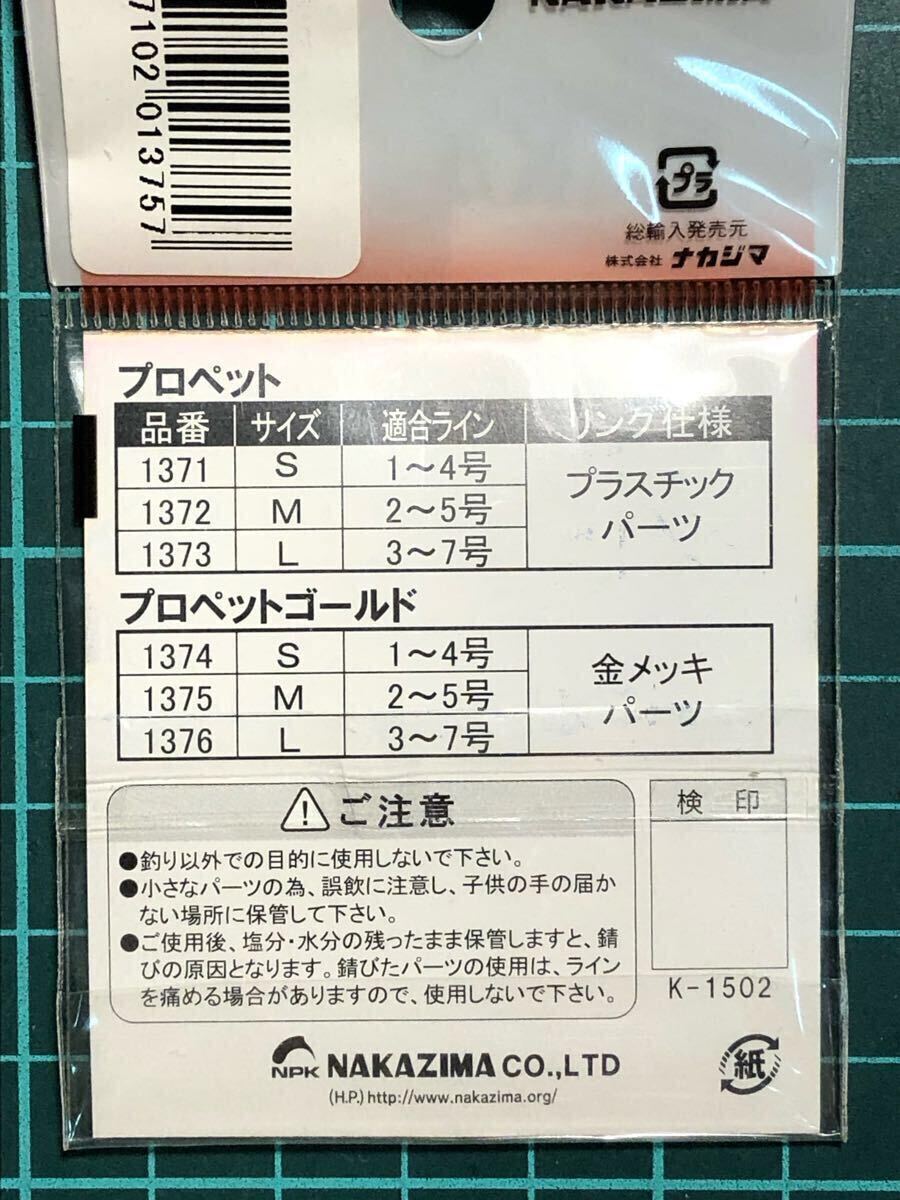 NAKAZIMA
7102 013757
プラ
総輸入発売元
株式会社 ナカジマ
プロペット
品番 サイズ 適合ライン リング仕様
1371 S 1〜4号 プラスチックパーツ
1372 M 2〜5号
1373 L 3〜7号
プロペットゴールド
1374 S 1〜4号 金メッキパーツ
1375 M 2〜5号
1376 L 3〜7号
ご注意
●釣り以外での目的に使用しないで下さい。
●小さなパーツの為、誤飲に注意し、子供の手の届か
ない場所に保管して下さい。
●ご使用後、塩分・水分の残ったまま保管しますと、錆
びの原因となります。錆びたパーツの使用は、ライン
を痛める場合がありますので、使用しないで下さい。
検印
K-1502
NPK NAKAZIMA CO.,LTD
(H.P.) http://www.nakazima.org/
紙